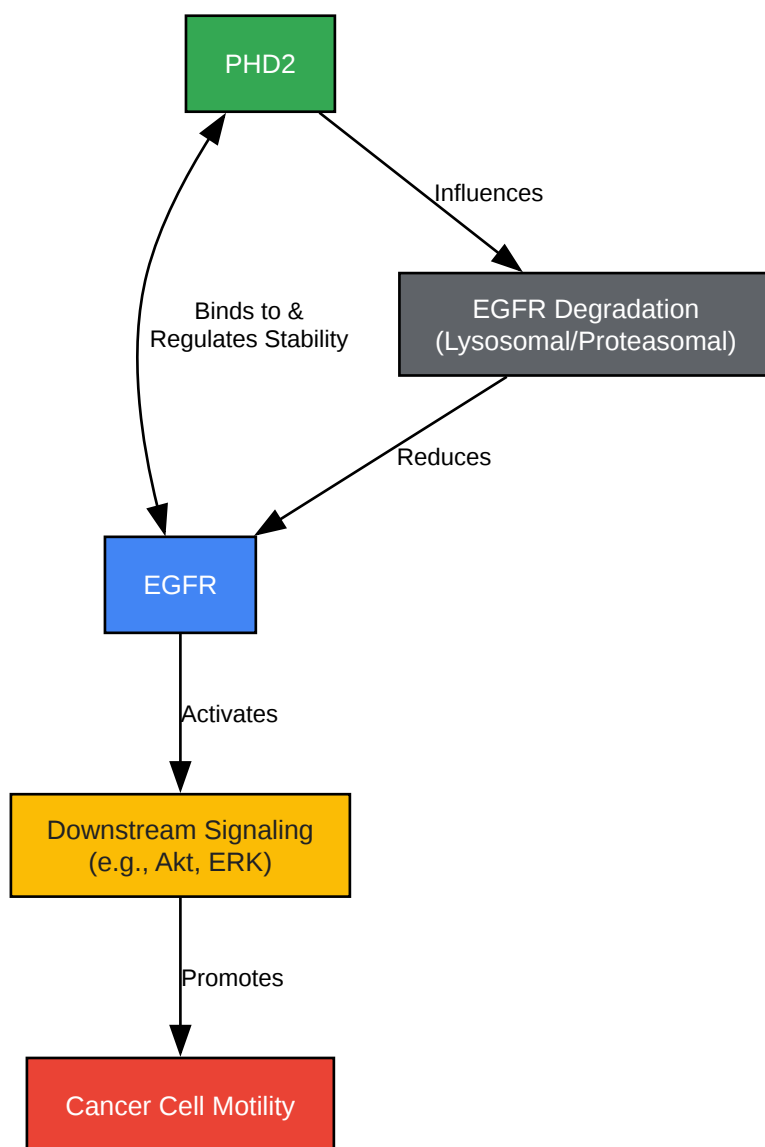 PHD2
Influences
EGFR Degradation
(Lysosomal/Proteasomal)
Binds to &
Regulates Stability
Reduces
EGFR
Activates
Downstream Signaling
(e.g., Akt, ERK)
Promotes
Cancer Cell Motility